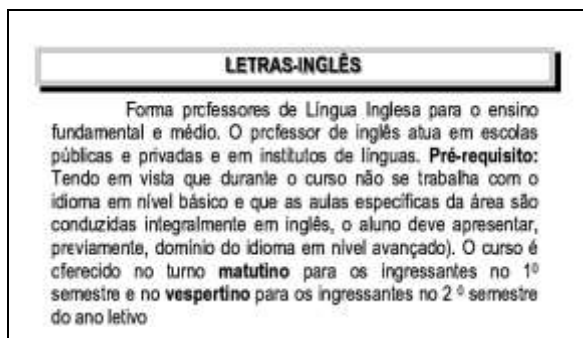 LETRAS-INGLÊS
Forma professores de Língua Inglesa para o ensino
fundamental e médio. O professor de inglês atua em escolas
públicas e privadas e em institutos de línguas. Pré-requisito:
Tendo em vista que durante o curso não se trabalha com o
idioma em nível básico e que as aulas específicas da área são
conduzidas integralmente em inglês, o aluno deve apresentar,
previamente, domínio do idioma em nível avançado). O curso é
oferecido no turno matutino para os ingressantes no 1º
semestre e no vespertino para os ingressantes no 2 º semestre
do ano letivo